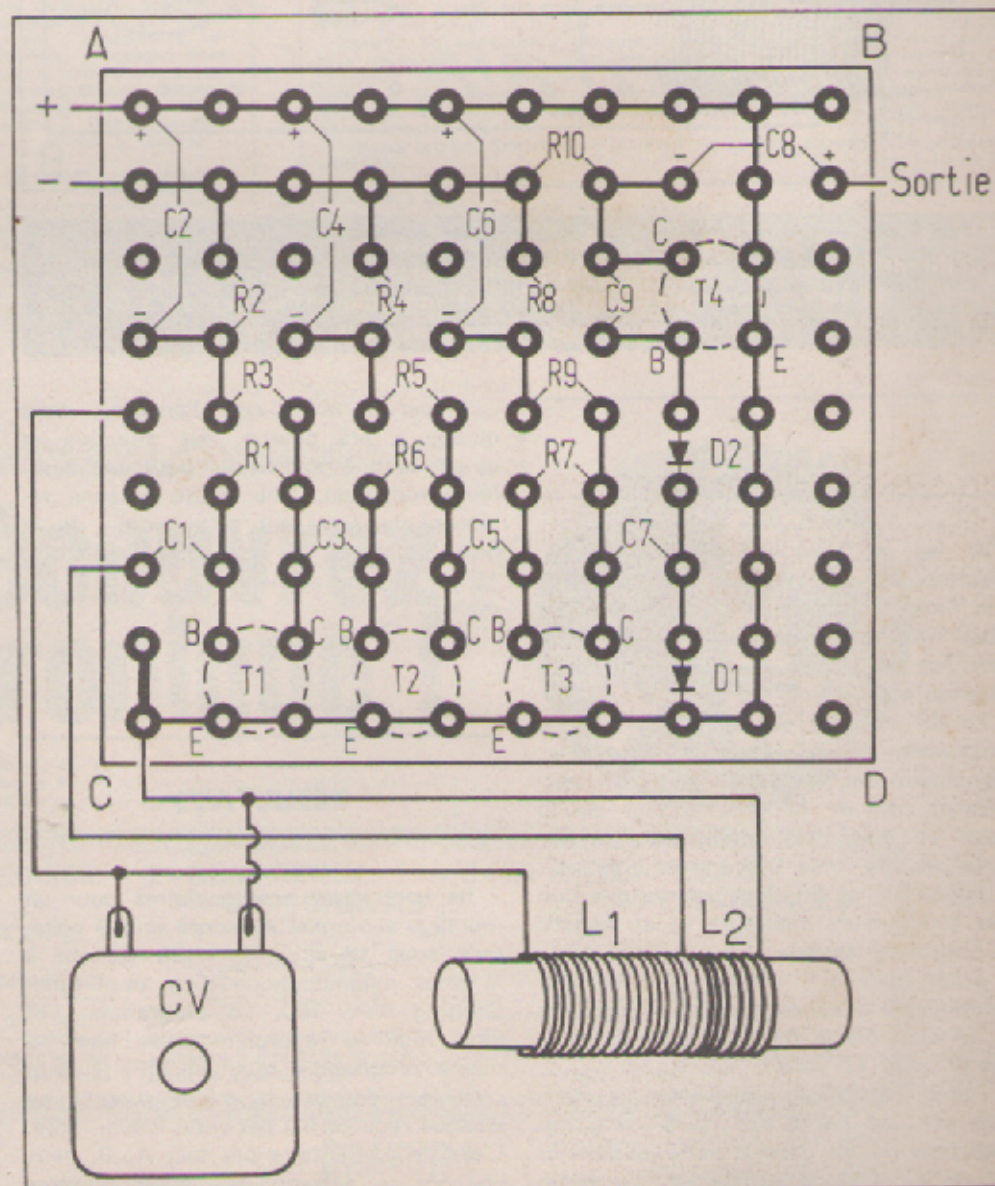 A B
+
+ + +
R10 - C8 +
- Sortie
C2 C4 C6 C
R2 R4 R8 C9 T4
- - - B E
R3 R5 R9
R1 R6 R7 D2
C1 C3 C5 C7
B C B C B C
T1 T2 T3 D1
E E E
C D
L1 L2
CV